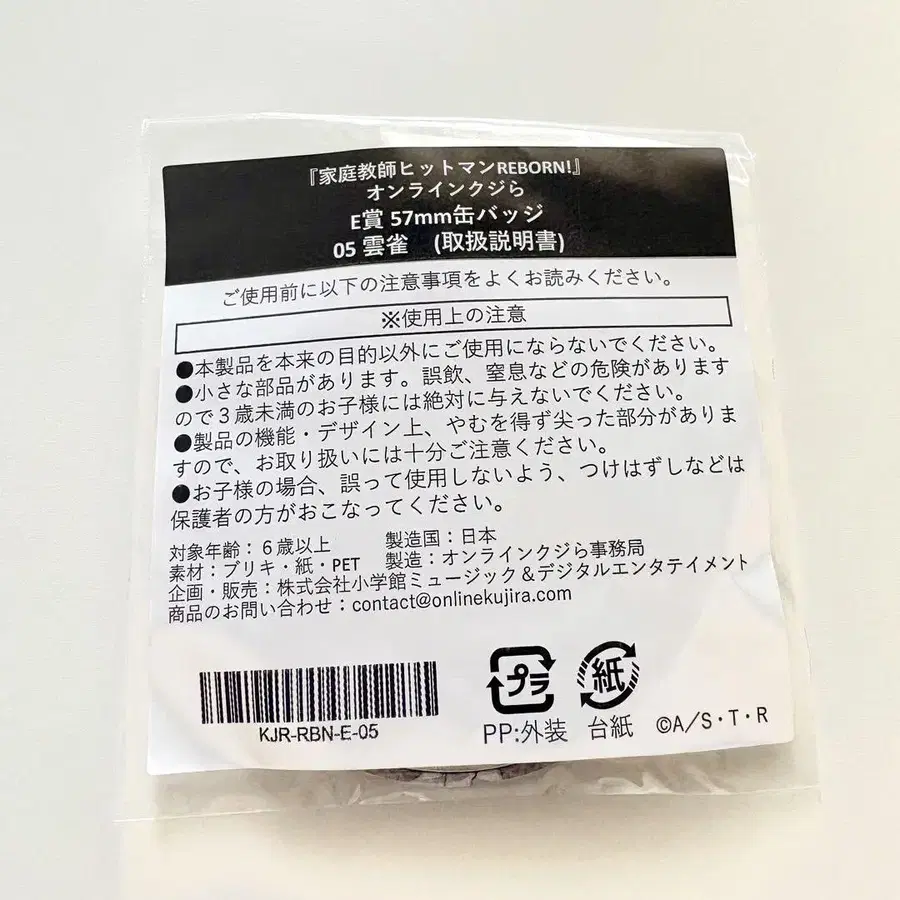 『家庭教師ヒットマンREBORN!』
オンラインクジら
E賞 57mm缶バッジ
05 雲雀 (取扱説明書)
ご使用前に以下の注意事項をよくお読みください。
※使用上の注意
●本製品を本来の目的以外にご使用にならないでください。
●小さな部品があります。誤飲、窒息などの危険があります
ので３歳未満のお子様には絶対に与えないでください。
●製品の機能・デザイン上、やむを得ず尖った部分がありま
すので、お取り扱いには十分ご注意ください。
●お子様の場合、誤って使用しないよう、つけはずしなどは
保護者の方がおこなってください。
対象年齢：６歳以上 製造国：日本
素材：ブリキ・紙・PET 製造：オンラインクジら事務局
企画・販売：株式会社小学館ミュージック＆デジタルエンタテイメント
商品のお問い合わせ：contact@onlinekujira.com
プラ 紙
KJR-RBN-E-05 PP:外装 台紙 ©A/S・T・R